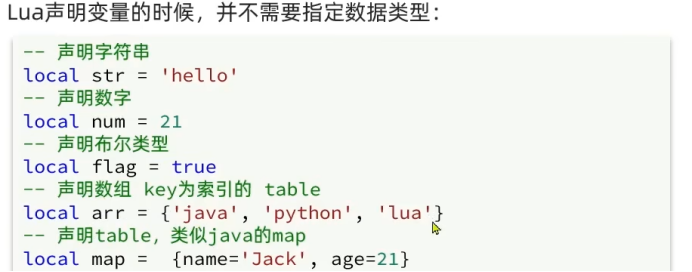 Lua声明变量的时候，并不需要指定数据类型：
-- 声明字符串
local str = 'hello'
-- 声明数字
local num = 21
-- 声明布尔类型
local flag = true
-- 声明数组 key为索引的 table
local arr = {'java', 'python', 'lua'}
-- 声明table，类似java的map
local map =  {name='Jack', age=21}